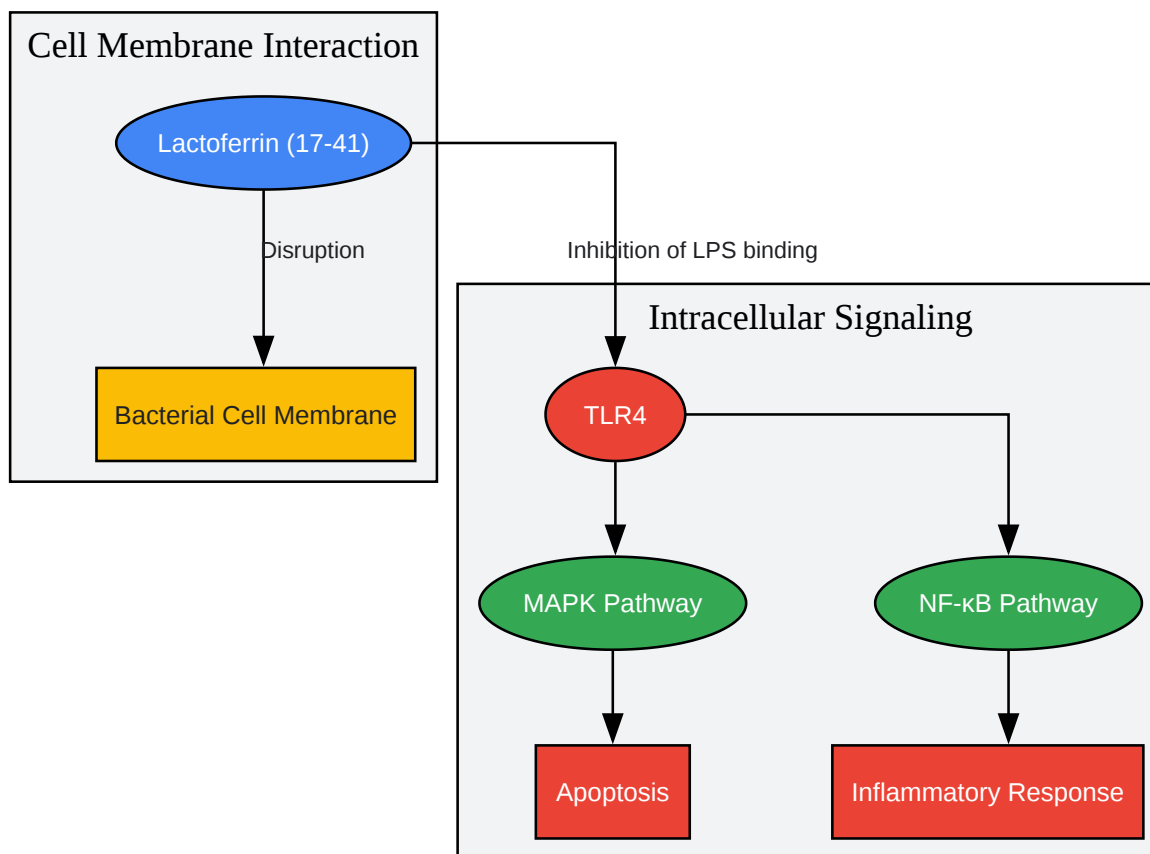 Cell Membrane Interaction
Lactoferrin (17-41)
Disruption
Inhibition of LPS binding
Bacterial Cell Membrane
Intracellular Signaling
TLR4
MAPK Pathway
NF-κB Pathway
Apoptosis
Inflammatory Response